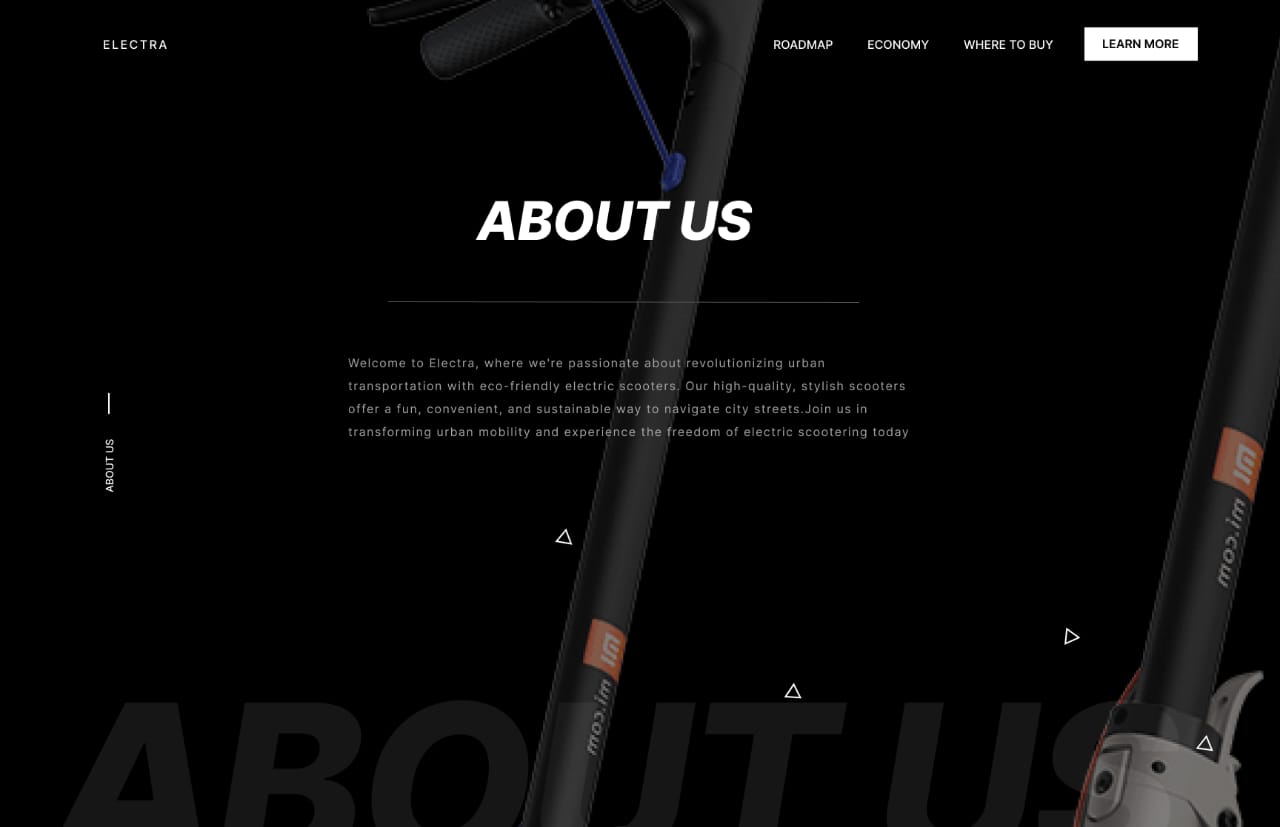 ELECTRA
ROADMAP ECONOMY WHERE TO BUY LEARN MORE
ABOUT US
Welcome to Electra, where we're passionate about revolutionizing urban
transportation with eco-friendly electric scooters. Our high-quality, stylish scooters
offer a fun, convenient, and sustainable way to navigate city streets.Join us in
transforming urban mobility and experience the freedom of electric scootering today
ABOUT US
mi
mi.com
mi
mi.com
ABOUT US